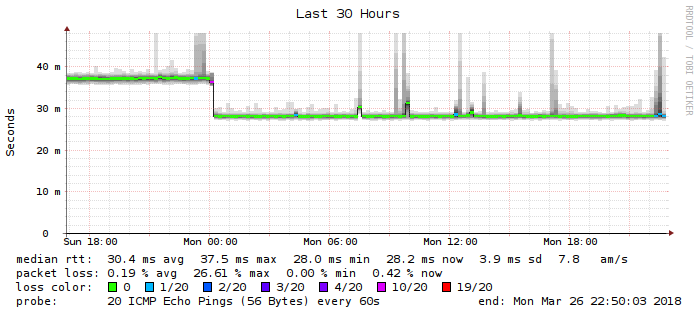 Last 30 Hours
RRDTOOL / TOBI OETIKER
Seconds
40 m
30 m
20 m
10 m
0
Sun 18:00 Mon 00:00 Mon 06:00 Mon 12:00 Mon 18:00
median rtt: 30.4 ms avg 37.5 ms max 28.0 ms min 28.2 ms now 3.9 ms sd 7.8 am/s
packet loss: 0.19 % avg 26.61 % max 0.00 % min 0.42 % now
loss color: 0 1/20 2/20 3/20 4/20 10/20 19/20
probe: 20 ICMP Echo Pings (56 Bytes) every 60s end: Mon Mar 26 22:50:03 2018